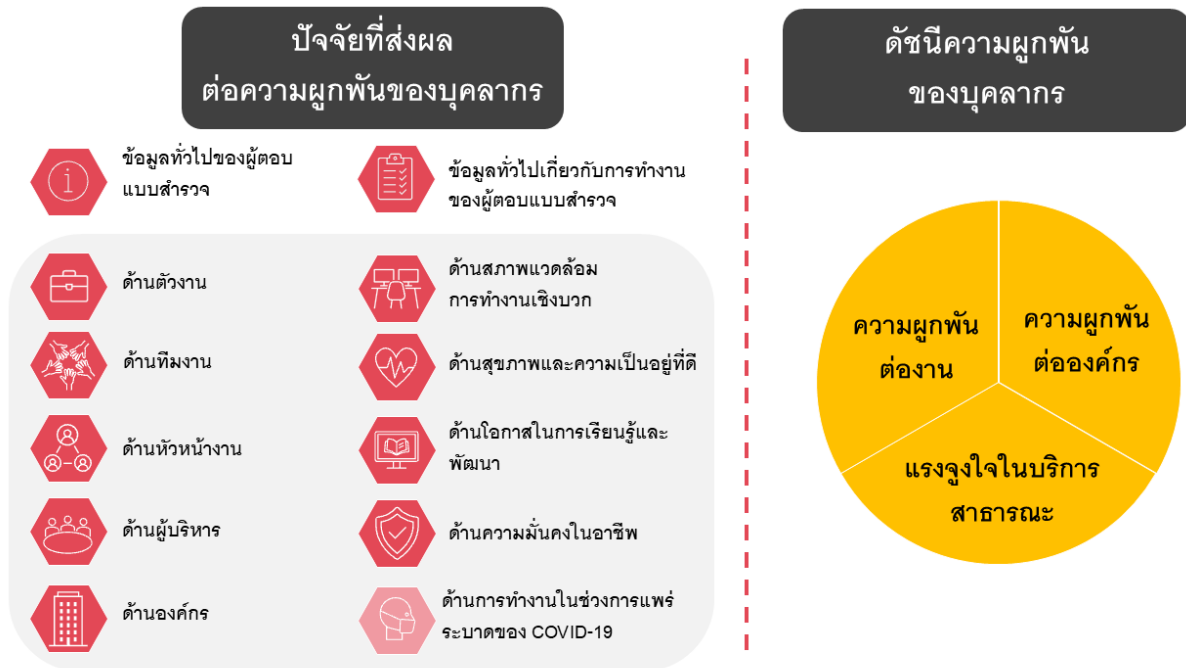 ปัจจัยที่ส่งผล
ต่อความผูกพันของบุคลากร
ข้อมูลทั่วไปของผู้ตอบ
แบบสำรวจ
ข้อมูลทั่วไปเกี่ยวกับการทำงาน
ของผู้ตอบแบบสำรวจ
ด้านตัวงาน
ด้านสภาพแวดล้อม
การทำงานเชิงบวก
ด้านทีมงาน
ด้านสุขภาพและความเป็นอยู่ที่ดี
ด้านหัวหน้างาน
ด้านโอกาสในการเรียนรู้และ
พัฒนา
ด้านผู้บริหาร
ด้านความมั่นคงในอาชีพ
ด้านองค์กร
ด้านการทำงานในช่วงการแพร่
ระบาดของ COVID-19
ดัชนีความผูกพัน
ของบุคลากร
ความผูกพัน
ต่องาน
ความผูกพัน
ต่อองค์กร
แรงจูงใจในบริการ
สาธารณะ